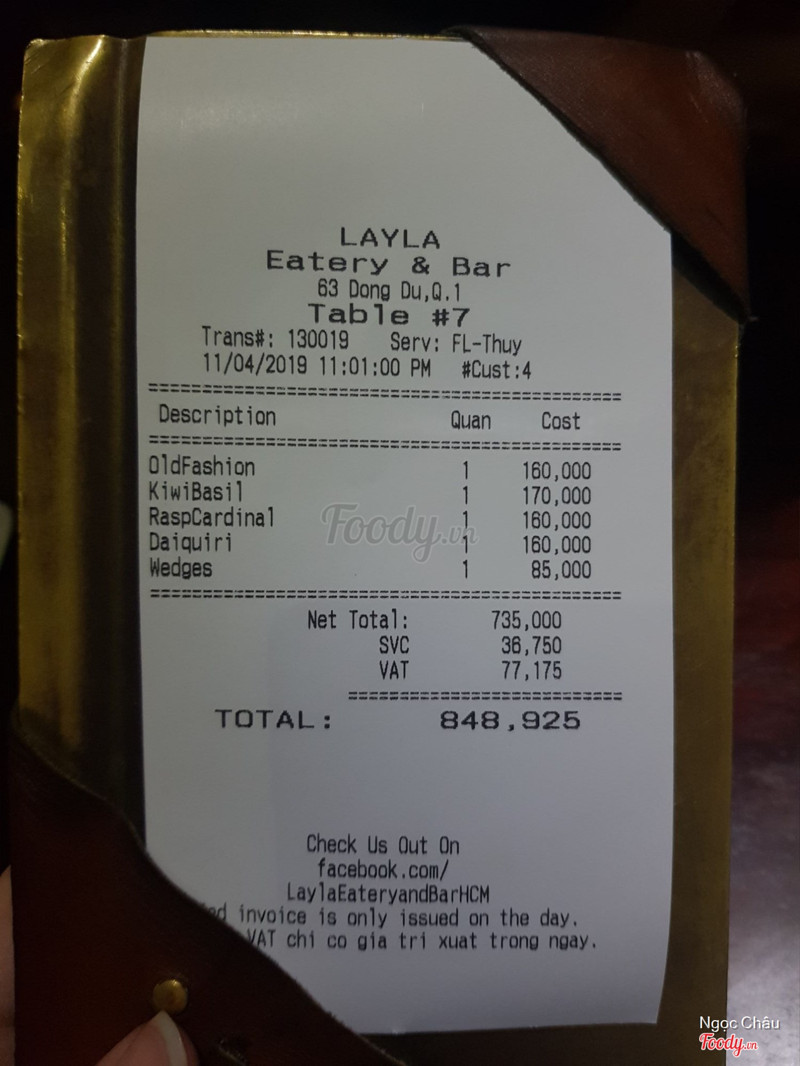 LAYLA
Eatery & Bar
63 Dong Du,Q.1
Table #7
Trans#: 130019 Serv: FL-Thuy
11/04/2019 11:01:00 PM #Cust:4
Description Quan Cost
OldFashion 1 160,000
KiwiBasil 1 170,000
RaspCardinal 1 160,000
Daiquiri 1 160,000
Wedges 1 85,000
Foody.vn
Net Total: 735,000
SVC 36,750
VAT 77,175
TOTAL: 848,925
Check Us Out On
facebook.com/
LaylaEateryandBarHCM
invoice is only issued on the day.
VAT chi co gia tri xuat trong ngay.
Ngọc Châu
Foody.vn